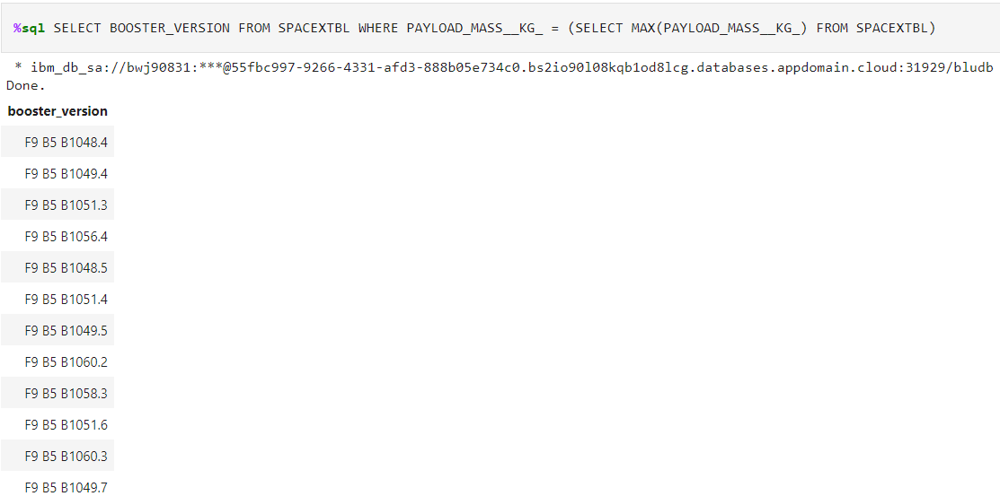 %sql SELECT BOOSTER_VERSION FROM SPACEXTBL WHERE PAYLOAD_MASS__KG_ = (SELECT MAX(PAYLOAD_MASS__KG_) FROM SPACEXTBL)
* ibm_db_sa://bwj90831:***@55fbc997-9266-4331-afd3-888b05e734c0.bs2io90l08kqb1od8lcg.databases.appdomain.cloud:31929/bludb
Done.
booster_version
F9 B5 B1048.4
F9 B5 B1049.4
F9 B5 B1051.3
F9 B5 B1056.4
F9 B5 B1048.5
F9 B5 B1051.4
F9 B5 B1049.5
F9 B5 B1060.2
F9 B5 B1058.3
F9 B5 B1051.6
F9 B5 B1060.3
F9 B5 B1049.7